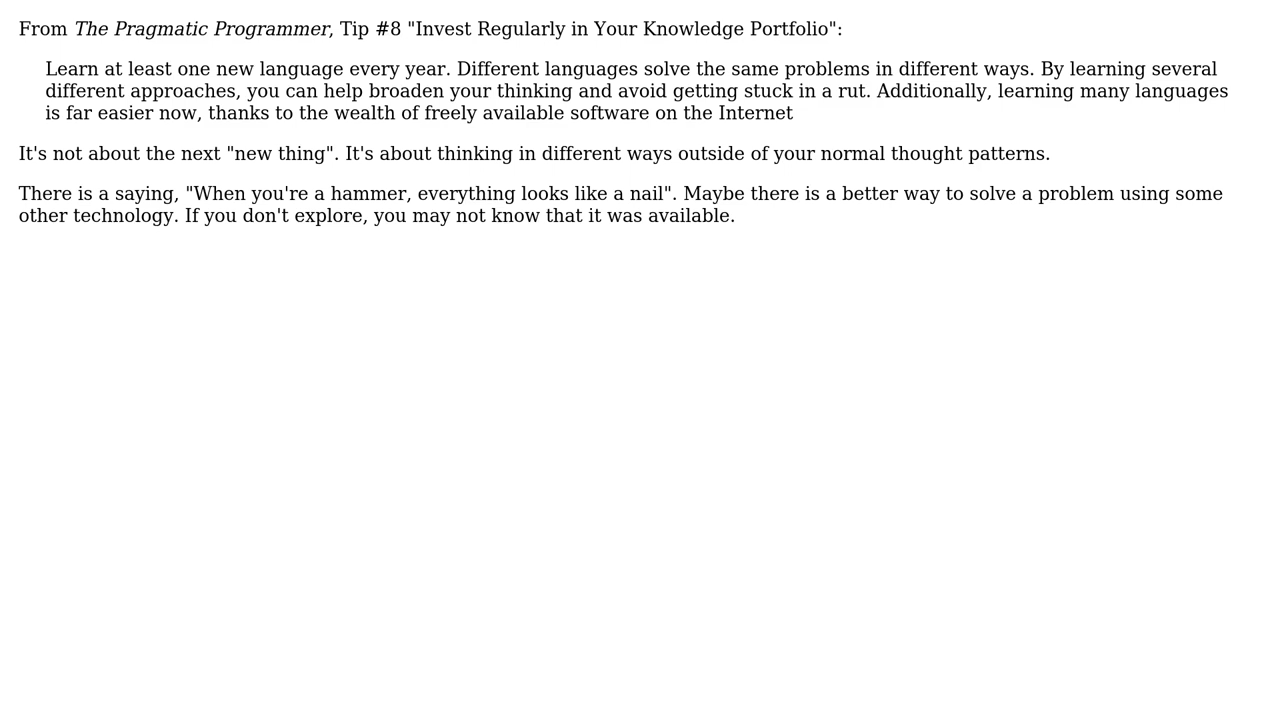 From The Pragmatic Programmer, Tip #8 "Invest Regularly in Your Knowledge Portfolio":
Learn at least one new language every year. Different languages solve the same problems in different ways. By learning several
different approaches, you can help broaden your thinking and avoid getting stuck in a rut. Additionally, learning many languages
is far easier now, thanks to the wealth of freely available software on the Internet
It's not about the next "new thing". It's about thinking in different ways outside of your normal thought patterns.
There is a saying, "When you're a hammer, everything looks like a nail". Maybe there is a better way to solve a problem using some
other technology. If you don't explore, you may not know that it was available.